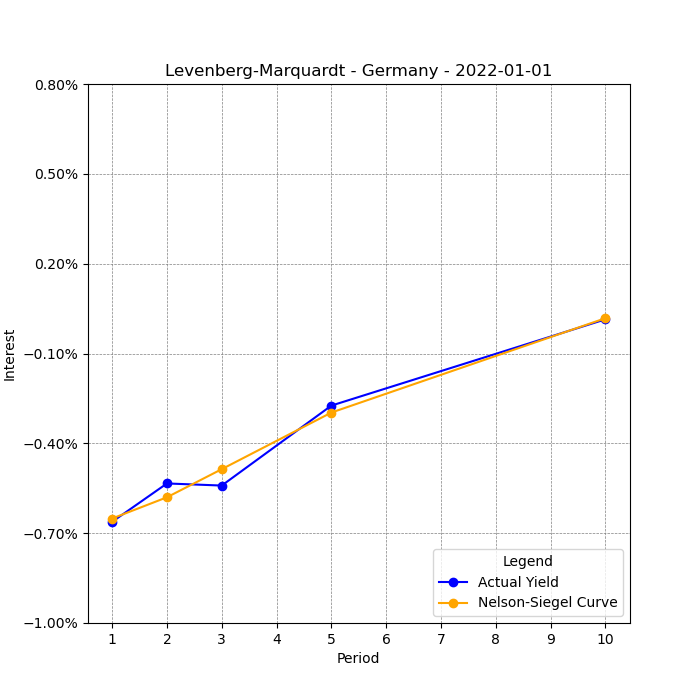 Levenberg-Marquardt - Germany - 2022-01-01
0.80%
0.50%
0.20%
−0.10%
−0.40%
−0.70%
−1.00%
Interest
1 2 3 4 5 6 7 8 9 10
Period
Legend
Actual Yield
Nelson-Siegel Curve